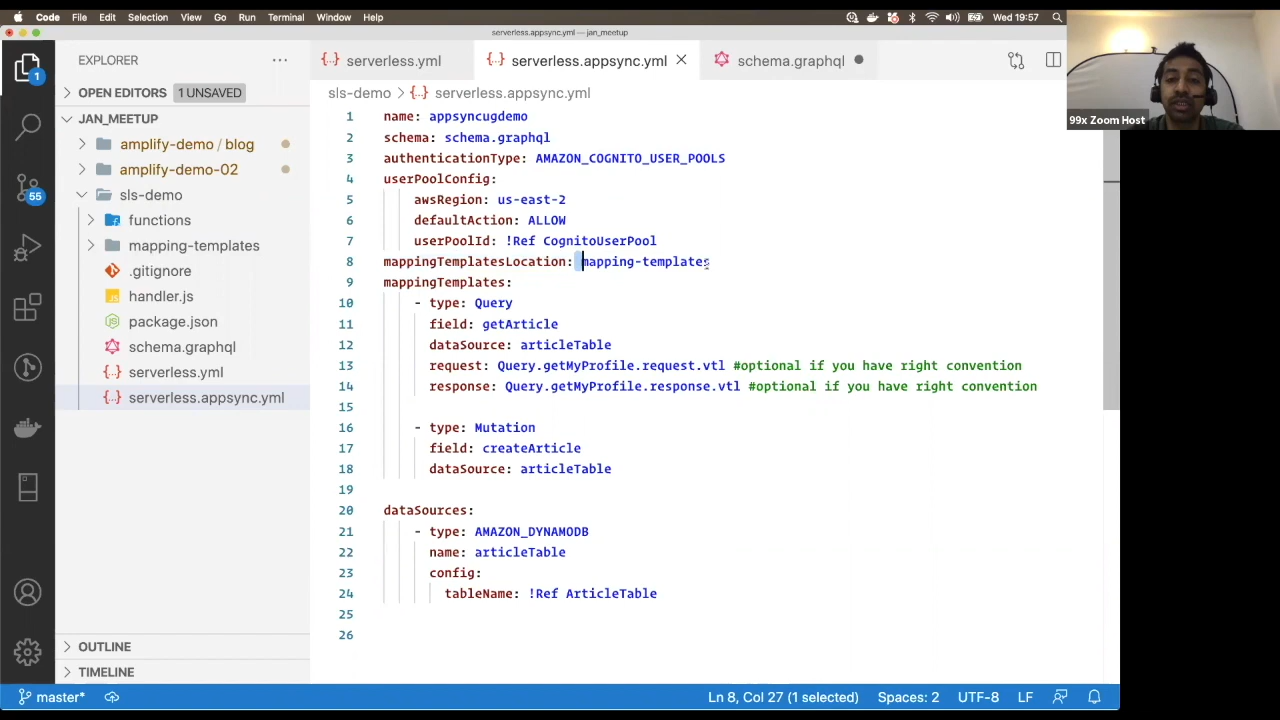 Code File Edit Selection View Go Run Terminal Window Help
Wed 19:57
serverless.appsync.yml — jan_meetup
EXPLORER
serverless.yml
serverless.appsync.yml
schema.graphql
OPEN EDITORS 1 UNSAVED
sls-demo > serverless.appsync.yml
JAN_MEETUP
amplify-demo / blog
amplify-demo-02
sls-demo
functions
mapping-templates
.gitignore
handler.js
package.json
schema.graphql
serverless.yml
serverless.appsync.yml
OUTLINE
TIMELINE
1
55
1 name: appsyncugdemo
2 schema: schema.graphql
3 authenticationType: AMAZON_COGNITO_USER_POOLS
4 userPoolConfig:
5 awsRegion: us-east-2
6 defaultAction: ALLOW
7 userPoolId: !Ref CognitoUserPool
8 mappingTemplatesLocation: mapping-templates
9 mappingTemplates:
10 - type: Query
11 field: getArticle
12 dataSource: articleTable
13 request: Query.getMyProfile.request.vtl #optional if you have right convention
14 response: Query.getMyProfile.response.vtl #optional if you have right convention
15
16 - type: Mutation
17 field: createArticle
18 dataSource: articleTable
19
20 dataSources:
21 - type: AMAZON_DYNAMODB
22 name: articleTable
23 config:
24 tableName: !Ref ArticleTable
25
26
99x Zoom Host
master*
Ln 8, Col 27 (1 selected) Spaces: 2 UTF-8 LF